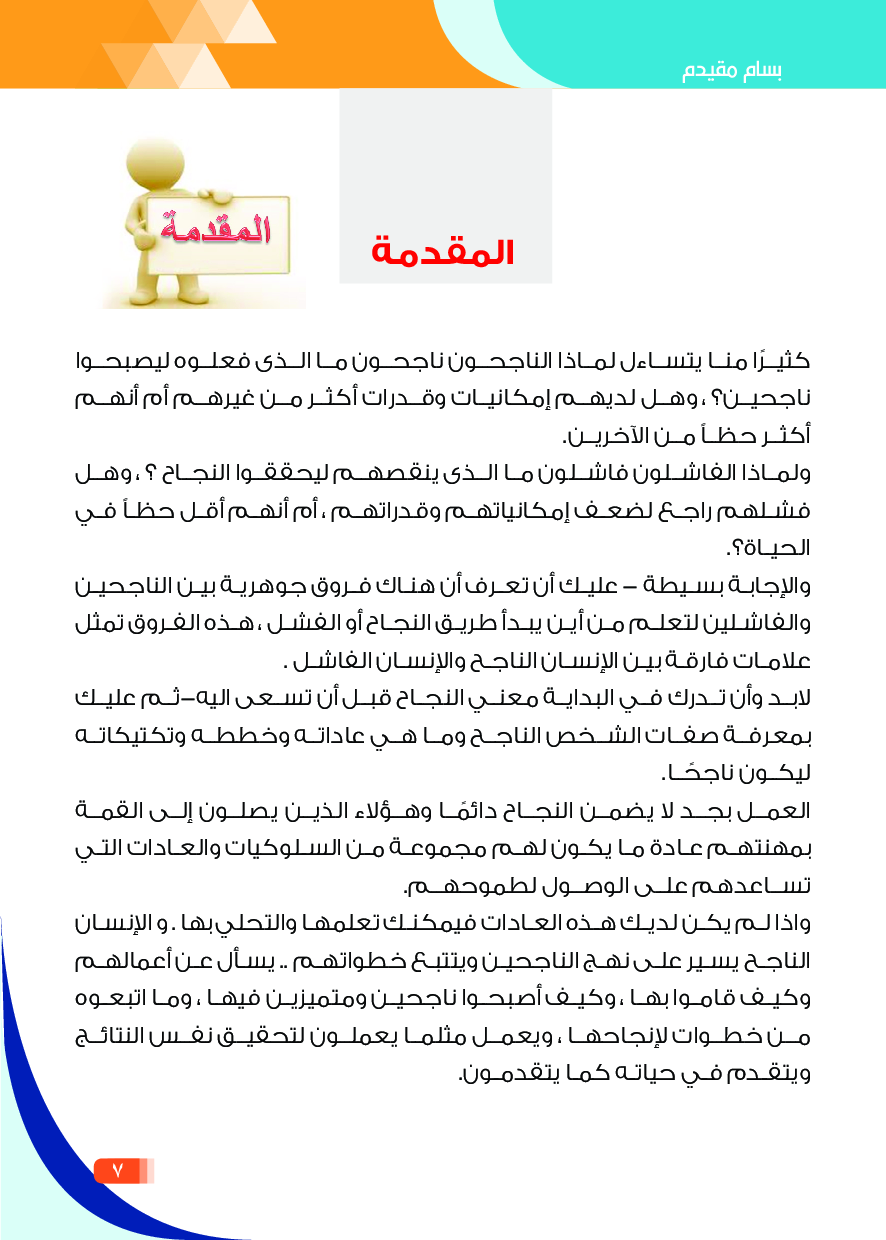 بسام مقيدم
المقدمة
المقدمة
كثيرًا منا يتساءل لماذا الناجحون ناجحون ما الذى فعلوه ليصبحوا
ناجحين؟ ، وهل لديهم إمكانيات وقدرات أكثر من غيرهم أم أنهم
أكثر حظاً من الآخرين.
ولماذا الفاشلون فاشلون ما الذى ينقصهم ليحققوا النجاح ؟ ، وهل
فشلهم راجع لضعف إمكانياتهم وقدراتهم ، أم أنهم أقل حظاً في
الحياة؟.
والإجابة بسيطة – عليك أن تعرف أن هناك فروق جوهرية بين الناجحين
والفاشلين لتعلم من أين يبدأ طريق النجاح أو الفشل ، هذه الفروق تمثل
علامات فارقة بين الإنسان الناجح والإنسان الفاشل .
لابد وأن تدرك في البداية معني النجاح قبل أن تسعى اليه–ثم عليك
بمعرفة صفات الشخص الناجح وما هي عاداته وخططه وتكتيكاته
ليكون ناجحًا.
العمل بجد لا يضمن النجاح دائمًا وهؤلاء الذين يصلون إلى القمة
بمهنتهم عادة ما يكون لهم مجموعة من السلوكيات والعادات التي
تساعدهم على الوصول لطموحهم.
واذا لم يكن لديك هذه العادات فيمكنك تعلمها والتحلي بها . و الإنسان
الناجح يسير على نهج الناجحين ويتتبع خطواتهم .. يسأل عن أعمالهم
وكيف قاموا بها ، وكيف أصبحوا ناجحين ومتميزين فيها ، وما اتبعوه
من خطوات لإنجاحها ، ويعمل مثلما يعملون لتحقيق نفس النتائج
ويتقدم في حياته كما يتقدمون.
٧